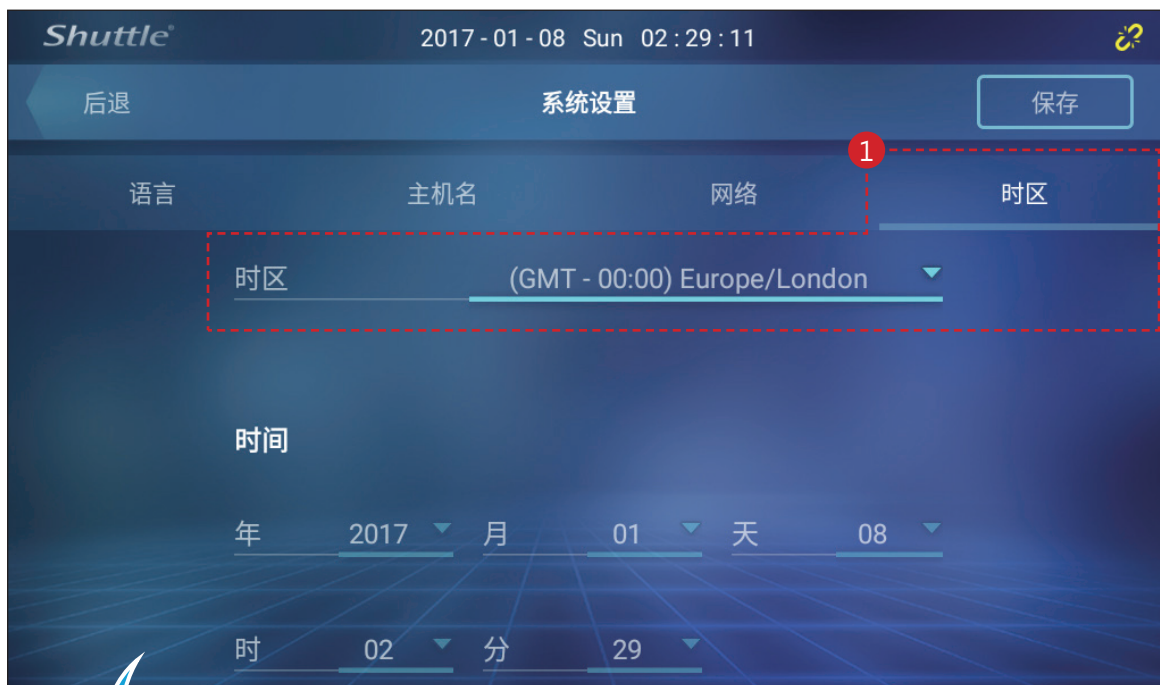 Shuttle® 2017-01-08 Sun 02:29:11
后退 系统设置 保存
1
语言 主机名 网络 时区
时区 (GMT - 00:00) Europe/London
时间
年 2017 月 01 天 08
时 02 分 29